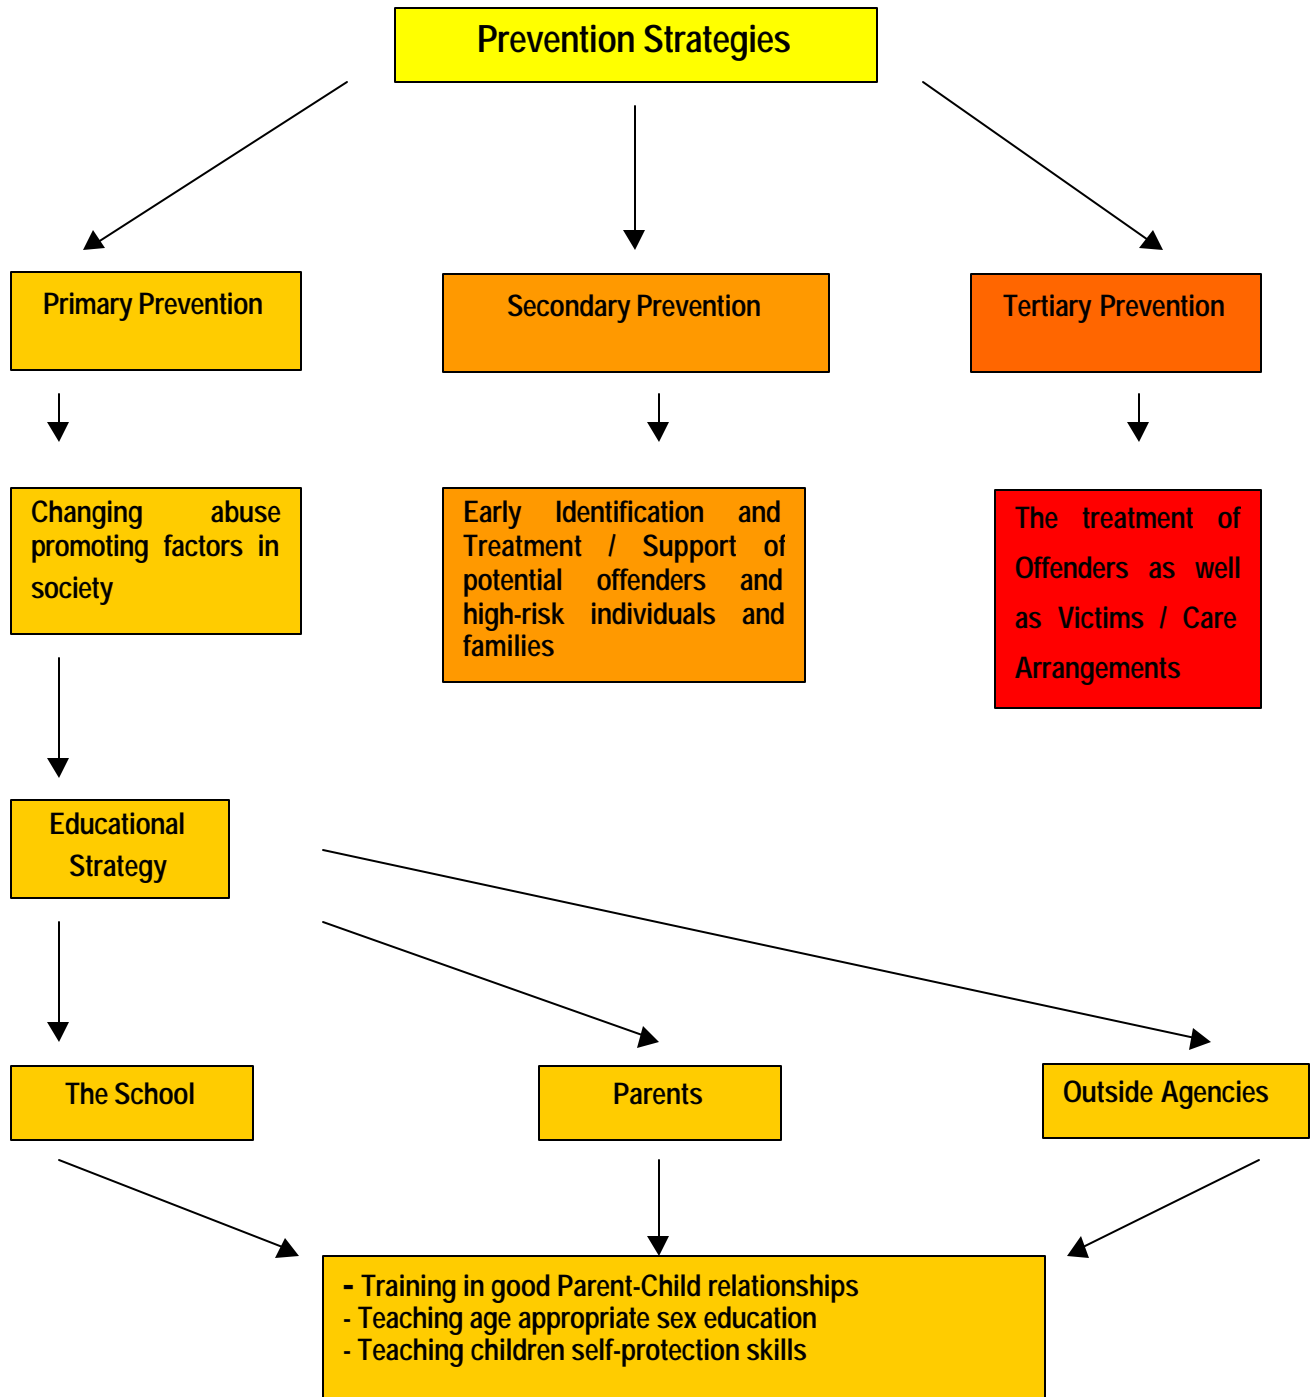 Prevention Strategies
Primary Prevention
Secondary Prevention
Tertiary Prevention
Changing abuse
promoting factors in
society
Early Identification and
Treatment / Support of
potential offenders and
high-risk individuals and
families
The treatment of
Offenders as well
as Victims / Care
Arrangements
Educational
Strategy
The School
Parents
Outside Agencies
- Training in good Parent-Child relationships
- Teaching age appropriate sex education
- Teaching children self-protection skills